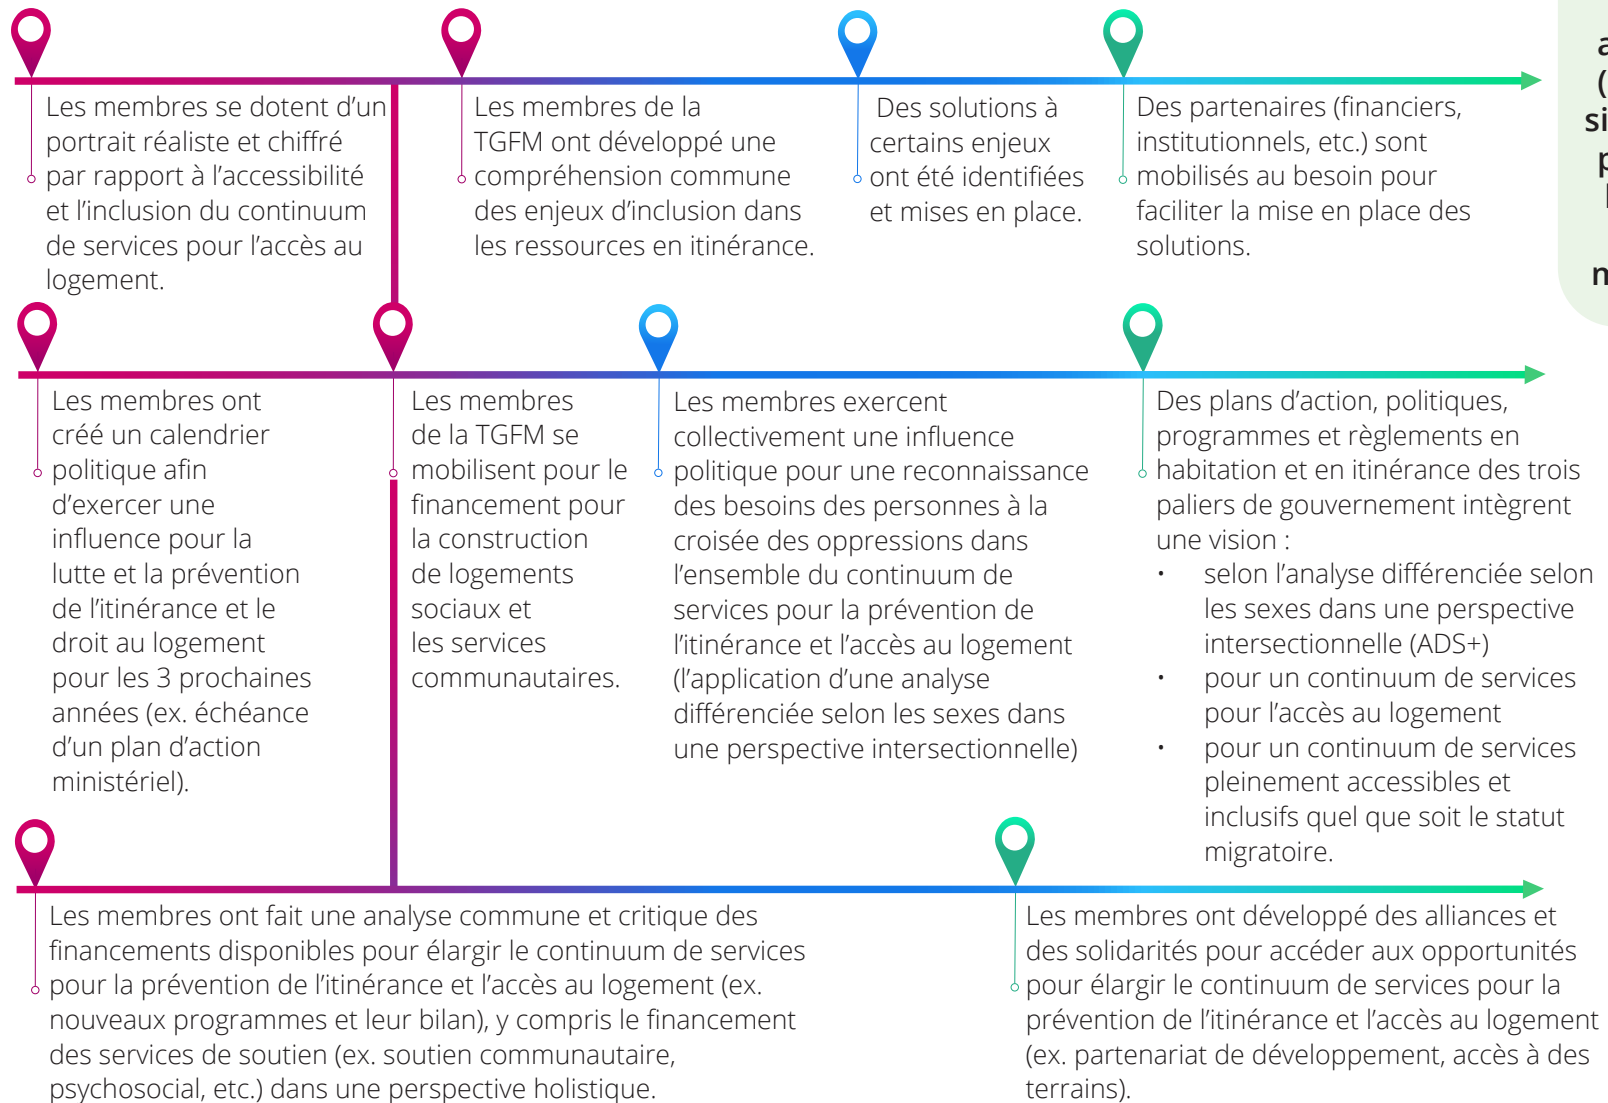 Les membres se dotent d'un
portrait réaliste et chiffré
par rapport à l'accessibilité
et l'inclusion du continuum
de services pour l'accès au
logement.
Les membres de la
TGFM ont développé une
compréhension commune
des enjeux d'inclusion dans
les ressources en itinérance.
Des solutions à
certains enjeux
ont été identifiées
et mises en place.
Des partenaires (financiers,
institutionnels, etc.) sont
mobilisés au besoin pour
faciliter la mise en place des
solutions.
Les membres ont
créé un calendrier
politique afin
d'exercer une
influence pour la
lutte et la prévention
de l'itinérance et le
droit au logement
pour les 3 prochaines
années (ex. échéance
d'un plan d'action
ministériel).
Les membres
de la TGFM se
mobilisent pour le
financement pour
la construction
de logements
sociaux et
les services
communautaires.
Les membres exercent
collectivement une influence
politique pour une reconnaissance
des besoins des personnes à la
croisée des oppressions dans
l'ensemble du continuum de
services pour la prévention de
l'itinérance et l'accès au logement
(l'application d'une analyse
différenciée selon les sexes dans
une perspective intersectionnelle)
Des plans d'action, politiques,
programmes et règlements en
habitation et en itinérance des trois
paliers de gouvernement intègrent
une vision :
• selon l'analyse différenciée selon
les sexes dans une perspective
intersectionnelle (ADS+)
• pour un continuum de services
pour l'accès au logement
• pour un continuum de services
pleinement accessibles et
inclusifs quel que soit le statut
migratoire.
Les membres ont fait une analyse commune et critique des
financements disponibles pour élargir le continuum de services
pour la prévention de l'itinérance et l'accès au logement (ex.
nouveaux programmes et leur bilan), y compris le financement
des services de soutien (ex. soutien communautaire,
psychosocial, etc.) dans une perspective holistique.
Les membres ont développé des alliances et
des solidarités pour accéder aux opportunités
pour élargir le continuum de services pour la
prévention de l'itinérance et l'accès au logement
(ex. partenariat de développement, accès à des
terrains).